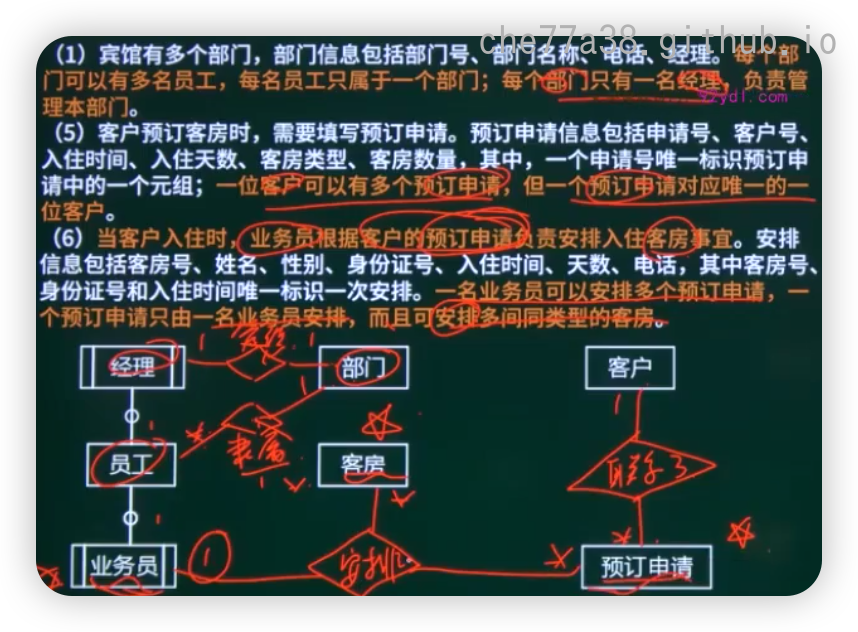 che77a38.github.io
（1）宾馆有多个部门，部门信息包括部门号、部门名称、电话、经理。每个部
门可以有多名员工，每名员工只属于一个部门；每个部门只有一名经理，负责管
92ydl.com
理本部门。
（5）客户预订客房时，需要填写预订申请。预订申请信息包括申请号、客户号、
入住时间、入住天数、客房类型、客房数量，其中，一个申请号唯一标识预订申
请中的一个元组；一位客户可以有多个预订申请，但一个预订申请对应唯一的一
位客户。
（6）当客户入住时，业务员根据客户的预订申请负责安排入住客房事宜。安排
信息包括客房号、姓名、性别、身份证号、入住时间、天数、电话，其中客房号、
身份证号和入住时间唯一标识一次安排。一名业务员可以安排多个预订申请，一
个预订申请只由一名业务员安排，而且可安排多间同类型的客房。
1 1
经理 部门 客户
1 1
1 *
隶属
员工 客房
1
1
业务员 1 安排 * 预订申请